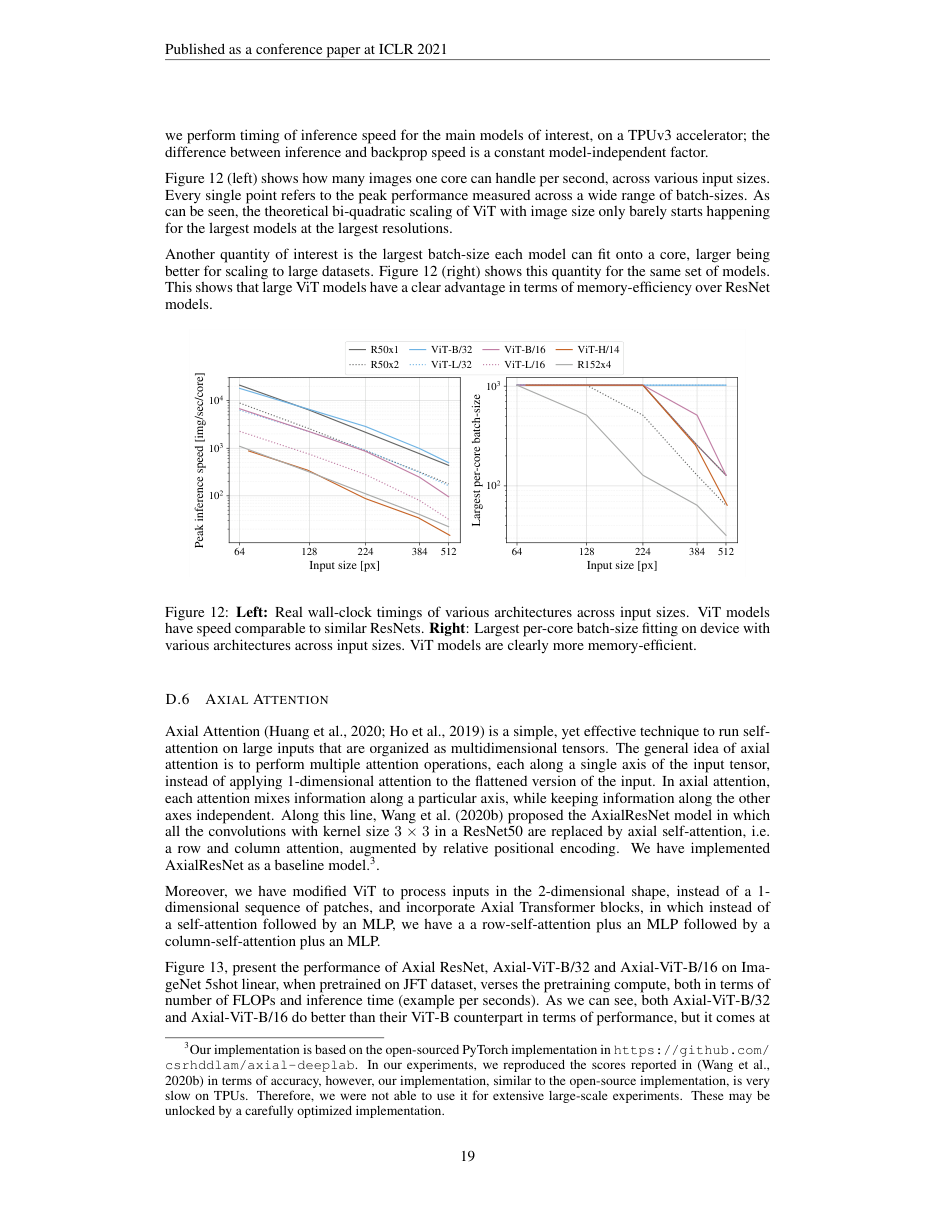 Published as a conference paper at ICLR 2021
we perform timing of inference speed for the main models of interest, on a TPUv3 accelerator; the
difference between inference and backprop speed is a constant model-independent factor.
Figure 12 (left) shows how many images one core can handle per second, across various input sizes.
Every single point refers to the peak performance measured across a wide range of batch-sizes. As
can be seen, the theoretical bi-quadratic scaling of ViT with image size only barely starts happening
for the largest models at the largest resolutions.
Another quantity of interest is the largest batch-size each model can fit onto a core, larger being
better for scaling to large datasets. Figure 12 (right) shows this quantity for the same set of models.
This shows that large ViT models have a clear advantage in terms of memory-efficiency over ResNet
models.
R50x1 ViT-B/32 ViT-B/16 ViT-H/14
R50x2 ViT-L/32 ViT-L/16 R152x4
Peak inference speed [img/sec/core]
10⁴
10³
10²
64 128 224 384 512
Input size [px]
Largest per-core batch-size
10³
10²
64 128 224 384 512
Input size [px]
Figure 12: Left: Real wall-clock timings of various architectures across input sizes. ViT models
have speed comparable to similar ResNets. Right: Largest per-core batch-size fitting on device with
various architectures across input sizes. ViT models are clearly more memory-efficient.
D.6 AXIAL ATTENTION
Axial Attention (Huang et al., 2020; Ho et al., 2019) is a simple, yet effective technique to run self-
attention on large inputs that are organized as multidimensional tensors. The general idea of axial
attention is to perform multiple attention operations, each along a single axis of the input tensor,
instead of applying 1-dimensional attention to the flattened version of the input. In axial attention,
each attention mixes information along a particular axis, while keeping information along the other
axes independent. Along this line, Wang et al. (2020b) proposed the AxialResNet model in which
all the convolutions with kernel size 3 × 3 in a ResNet50 are replaced by axial self-attention, i.e.
a row and column attention, augmented by relative positional encoding. We have implemented
AxialResNet as a baseline model.³.
Moreover, we have modified ViT to process inputs in the 2-dimensional shape, instead of a 1-
dimensional sequence of patches, and incorporate Axial Transformer blocks, in which instead of
a self-attention followed by an MLP, we have a a row-self-attention plus an MLP followed by a
column-self-attention plus an MLP.
Figure 13, present the performance of Axial ResNet, Axial-ViT-B/32 and Axial-ViT-B/16 on Ima-
geNet 5shot linear, when pretrained on JFT dataset, verses the pretraining compute, both in terms of
number of FLOPs and inference time (example per seconds). As we can see, both Axial-ViT-B/32
and Axial-ViT-B/16 do better than their ViT-B counterpart in terms of performance, but it comes at
³Our implementation is based on the open-sourced PyTorch implementation in https://github.com/
csrhddlam/axial-deeplab. In our experiments, we reproduced the scores reported in (Wang et al.,
2020b) in terms of accuracy, however, our implementation, similar to the open-source implementation, is very
slow on TPUs. Therefore, we were not able to use it for extensive large-scale experiments. These may be
unlocked by a carefully optimized implementation.
19